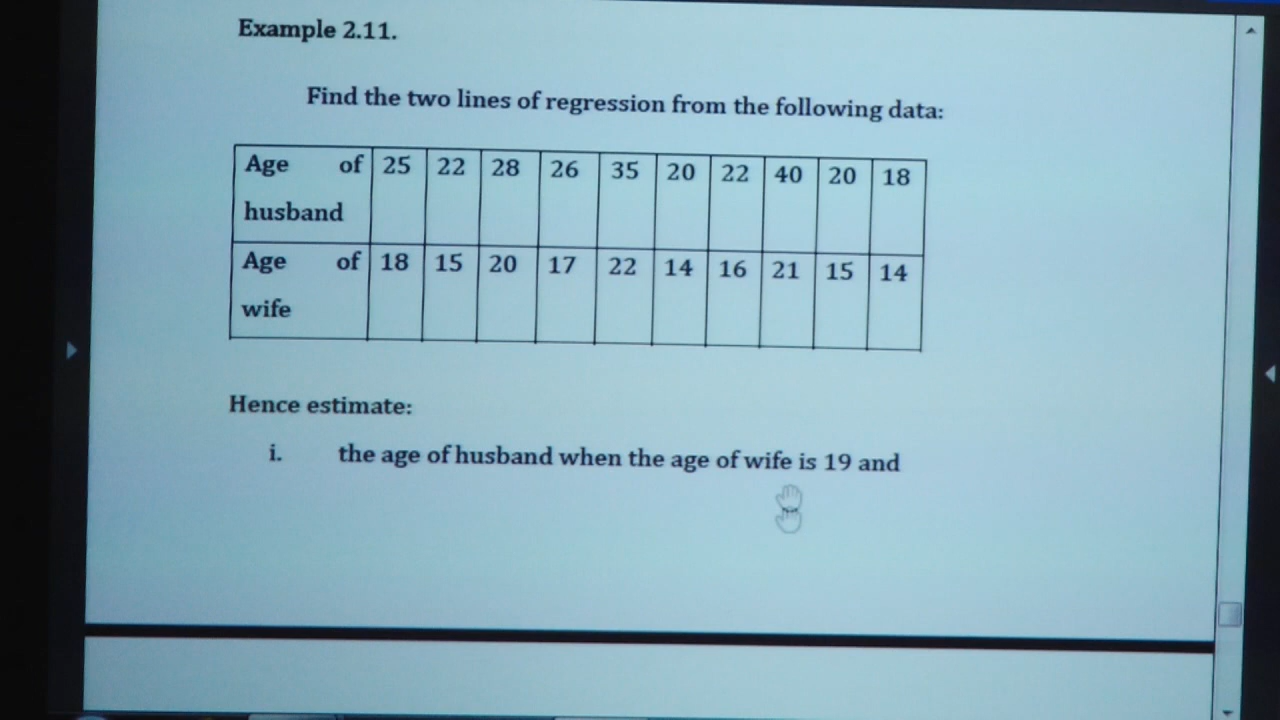 Example 2.11.
Find the two lines of regression from the following data:
Age of 25 22 28 26 35 20 22 40 20 18
husband
Age of 18 15 20 17 22 14 16 21 15 14
wife
Hence estimate:
i. the age of husband when the age of wife is 19 and